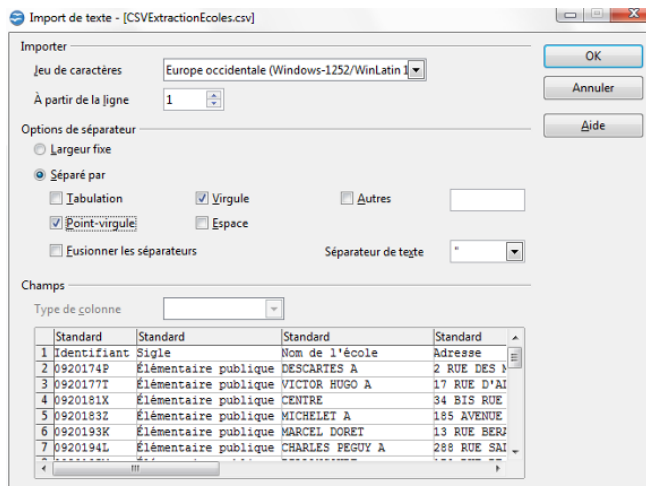 Import de texte - [CSVExtractionEcoles.csv]
Importer
Jeu de caractères Europe occidentale (Windows-1252/WinLatin 1
À partir de la ligne 1
OK
Annuler
Aide
Options de séparateur
Largeur fixe
Séparé par
Tabulation Virgule Autres
Point-virgule Espace
Fusionner les séparateurs Séparateur de texte "
Champs
Type de colonne
Standard Standard Standard Standard
1 Identifiant Sigle Nom de l'école Adresse
2 0920174P Élémentaire publique DESCARTES A 2 RUE DES
3 0920177T Élémentaire publique VICTOR HUGO A 17 RUE
4 0920181X Élémentaire publique CENTRE 34 BIS RUE
5 0920183Z Élémentaire publique MICHELET A 185 AVENUE
6 0920193K Élémentaire publique MARCEL DORET 13 RUE
7 0920194L Élémentaire publique CHARLES PEGUY A 288 RUE